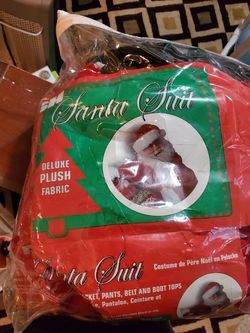 Santa Suit
DELUXE
PLUSH
FABRIC
Santa Suit
Costume de Père Noël en Peluche
PANTS, BELT AND BOOT TOPS
Pantalon, Ceinture et